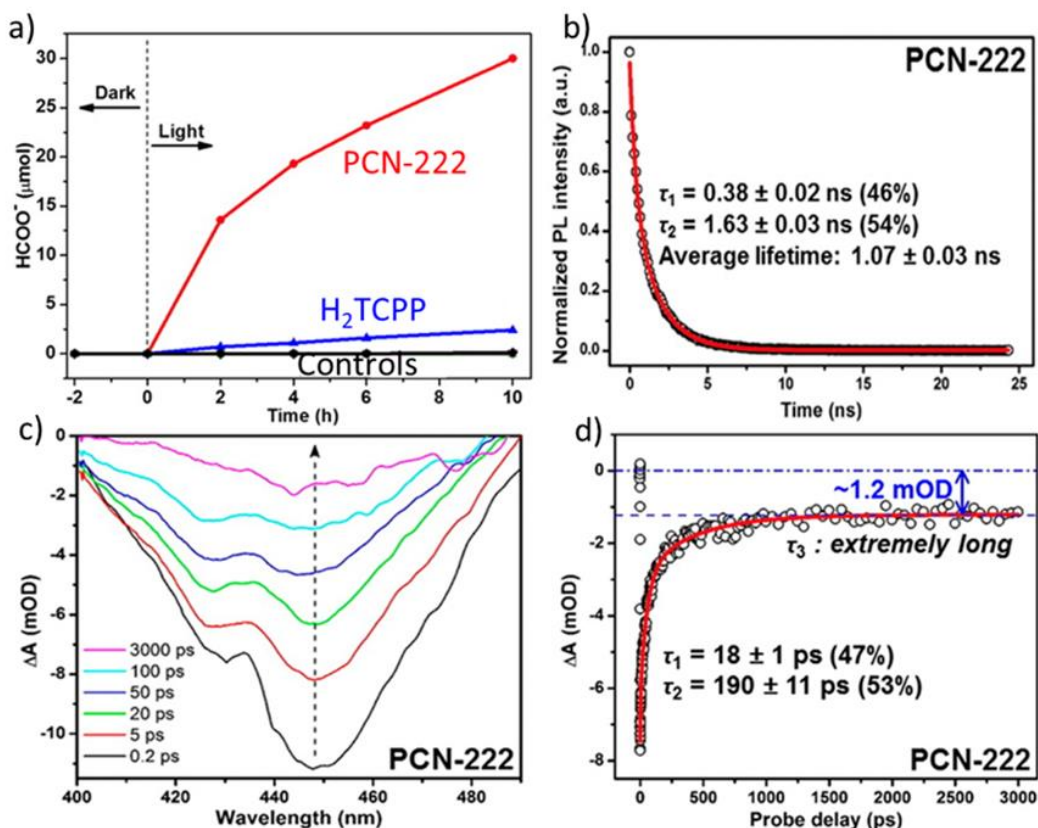 a)
HCOO⁻ (μmol)
30
25
20
15
10
5
0
Dark
Light
PCN-222
H₂TCPP
Controls
-2 0 2 4 6 8 10
Time (h)
b)
Normalized PL intensity (a.u.)
1.0
0.8
0.6
0.4
0.2
0.0
PCN-222
τ₁ = 0.38 ± 0.02 ns (46%)
τ₂ = 1.63 ± 0.03 ns (54%)
Average lifetime: 1.07 ± 0.03 ns
0 5 10 15 20 25
Time (ns)
c)
ΔA (mOD)
0
-2
-4
-6
-8
-10
3000 ps
100 ps
50 ps
20 ps
5 ps
0.2 ps
PCN-222
400 420 440 460 480
Wavelength (nm)
d)
ΔA (mOD)
0
-2
-4
-6
-8
~1.2 mOD
τ₃ : extremely long
τ₁ = 18 ± 1 ps (47%)
τ₂ = 190 ± 11 ps (53%)
PCN-222
0 500 1000 1500 2000 2500 3000
Probe delay (ps)